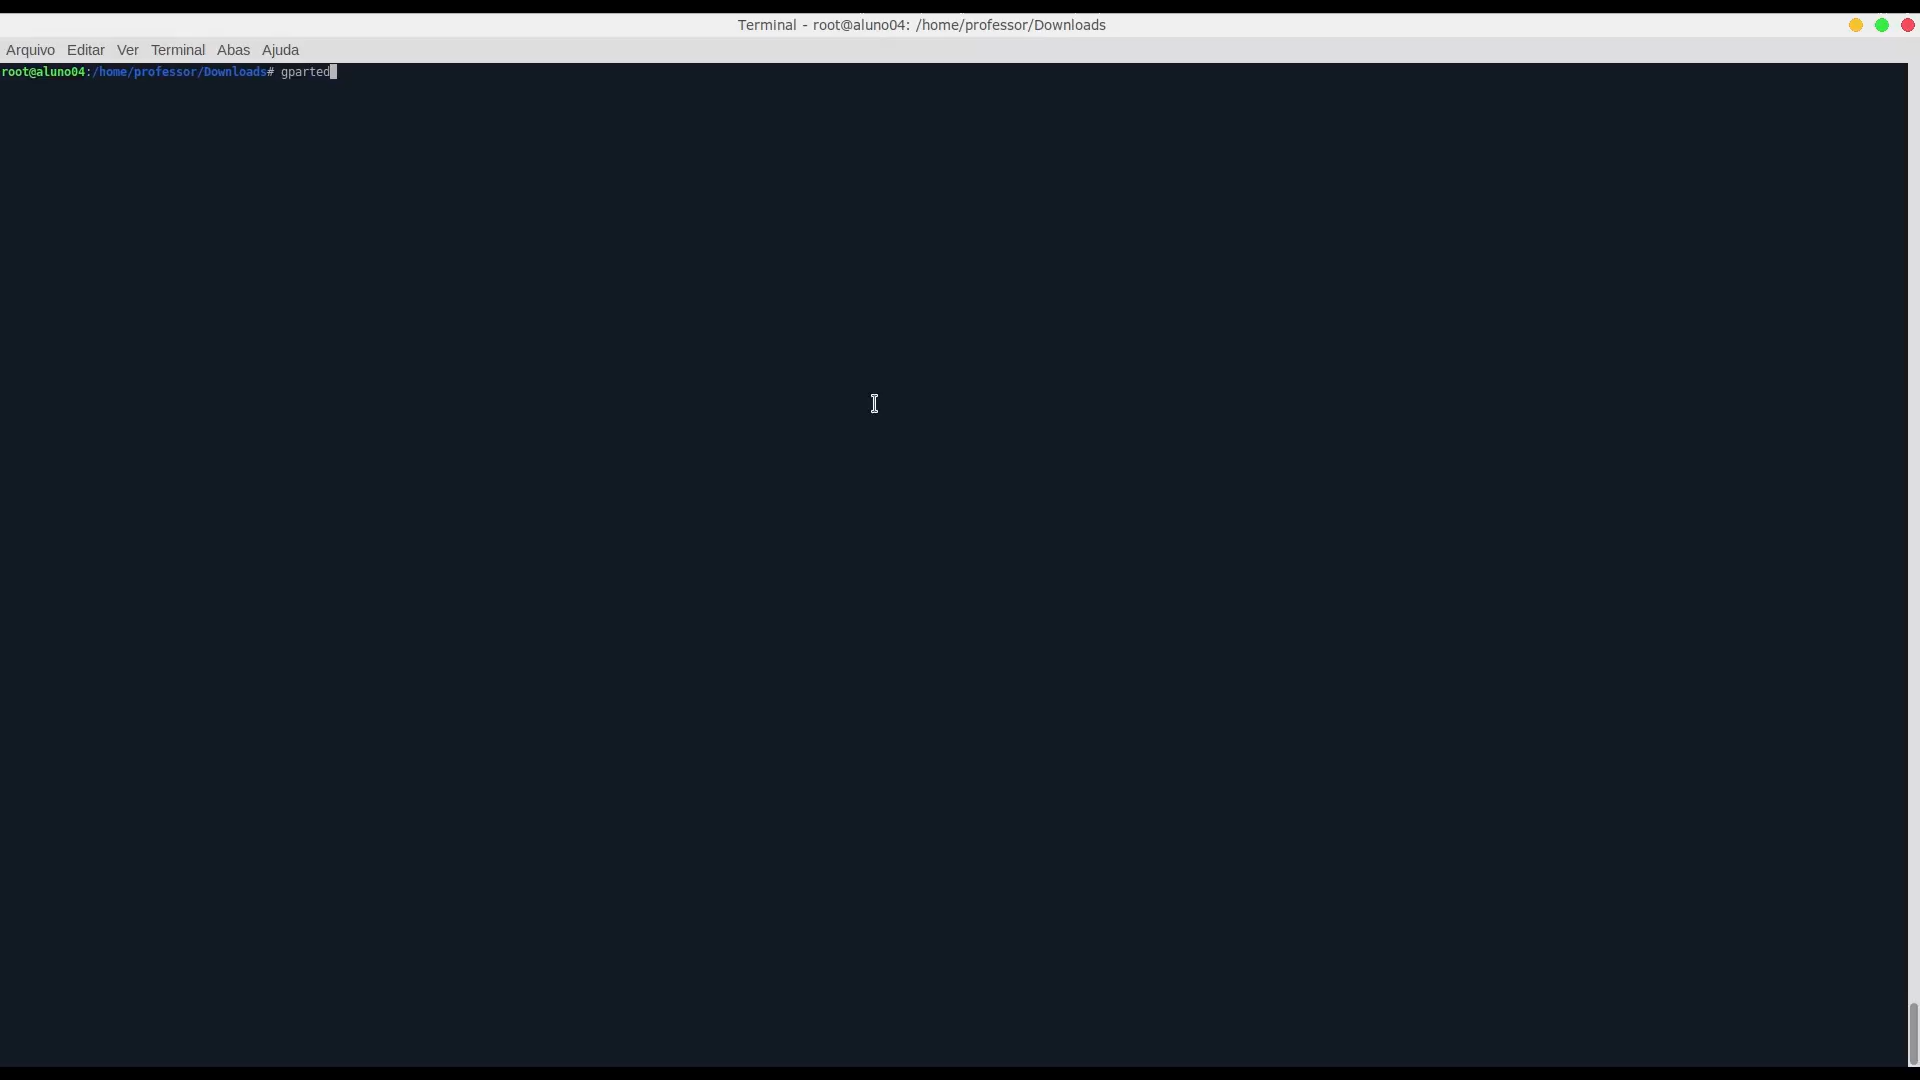 Terminal - root@aluno04: /home/professor/Downloads
Arquivo Editar Ver Terminal Abas Ajuda
root@aluno04:/home/professor/Downloads# gparted